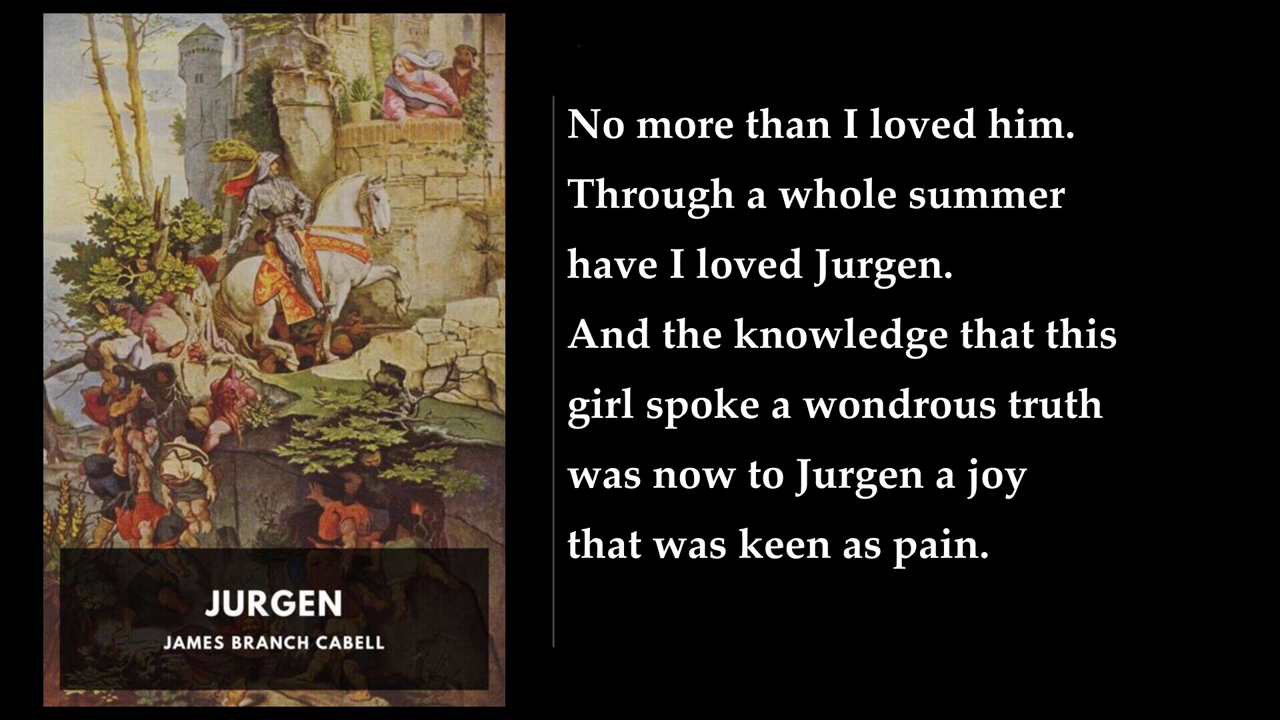 JURGEN
JAMES BRANCH CABELL
No more than I loved him.
Through a whole summer
have I loved Jurgen.
And the knowledge that this
girl spoke a wondrous truth
was now to Jurgen a joy
that was keen as pain.